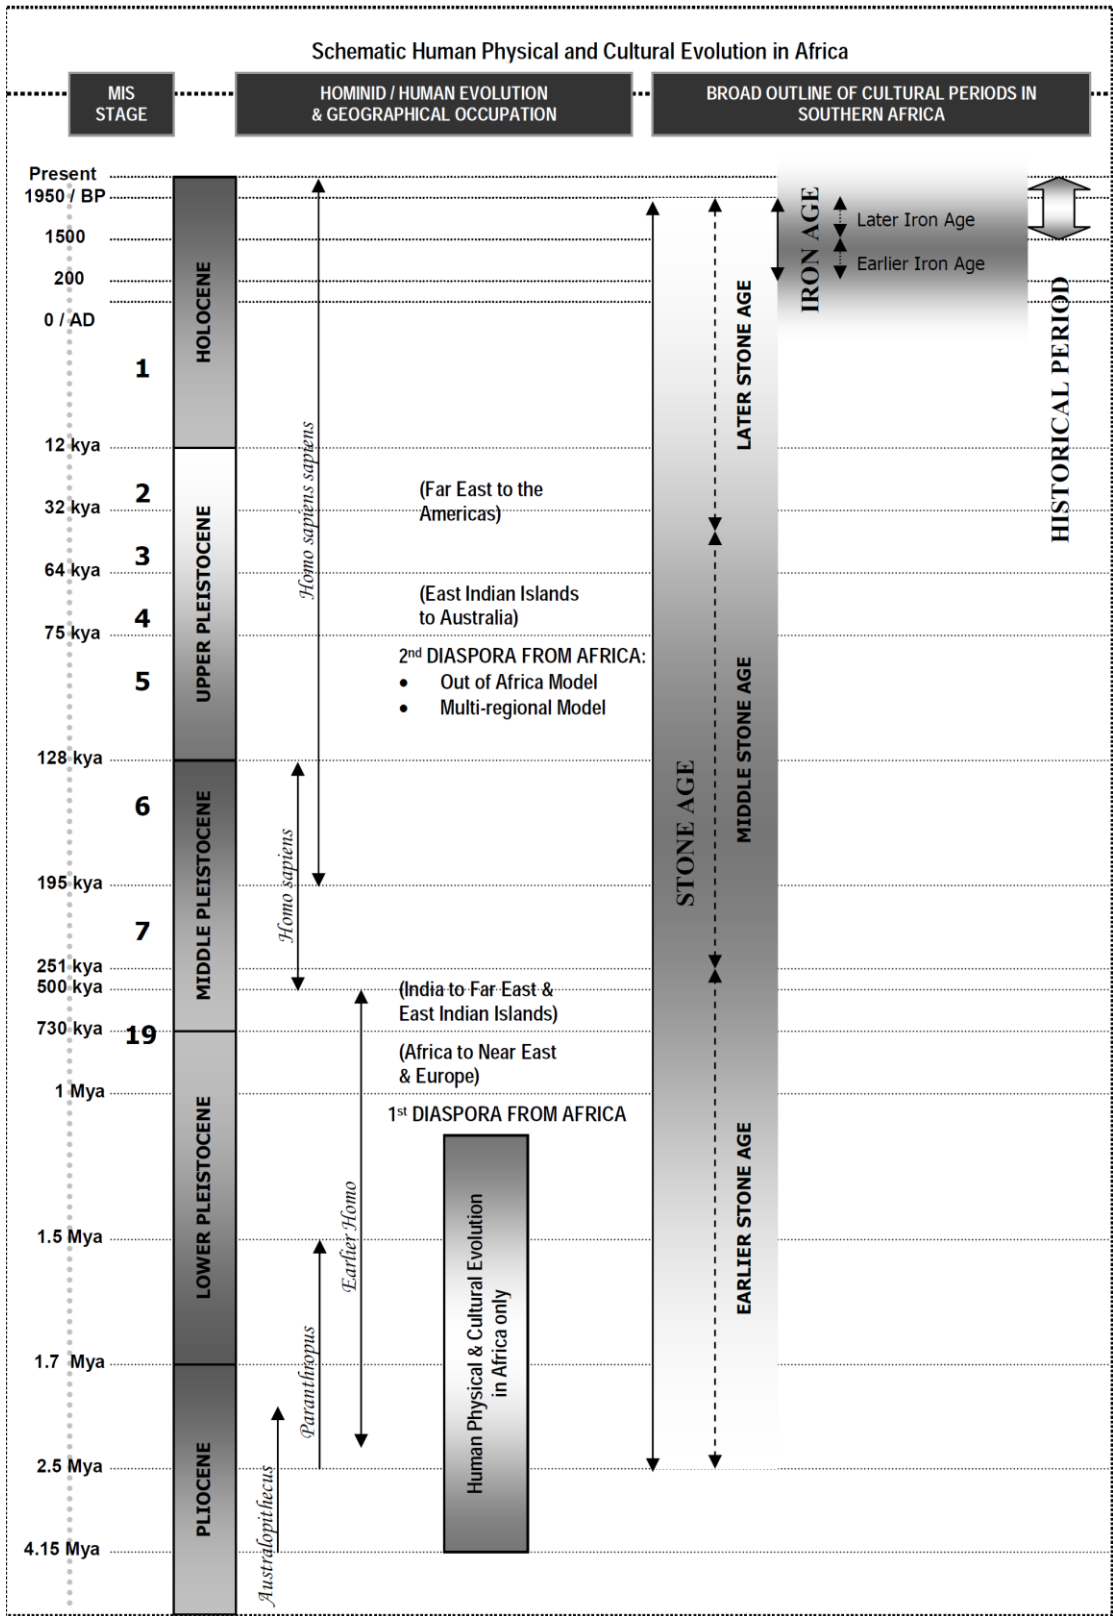 Schematic Human Physical and Cultural Evolution in Africa
MIS
STAGE
HOMINID / HUMAN EVOLUTION
& GEOGRAPHICAL OCCUPATION
BROAD OUTLINE OF CULTURAL PERIODS IN
SOUTHERN AFRICA
Present
1950 / BP
1500
200
0 / AD
12 kya
32 kya
64 kya
75 kya
128 kya
195 kya
251 kya
500 kya
730 kya
1 Mya
1.5 Mya
1.7 Mya
2.5 Mya
4.15 Mya
1
2
3
4
5
6
7
19
HOLOCENE
UPPER PLEISTOCENE
MIDDLE PLEISTOCENE
LOWER PLEISTOCENE
PLIOCENE
Homo sapiens sapiens
Homo sapiens
Earlier Homo
Paranthropus
Australopithecus
(Far East to the
Americas)
(East Indian Islands
to Australia)
2nd DIASPORA FROM AFRICA:
• Out of Africa Model
• Multi-regional Model
(India to Far East &
East Indian Islands)
(Africa to Near East
& Europe)
1st DIASPORA FROM AFRICA
Human Physical & Cultural Evolution
in Africa only
STONE AGE
LATER STONE AGE
MIDDLE STONE AGE
EARLIER STONE AGE
IRON AGE
Later Iron Age
Earlier Iron Age
HISTORICAL PERIOD